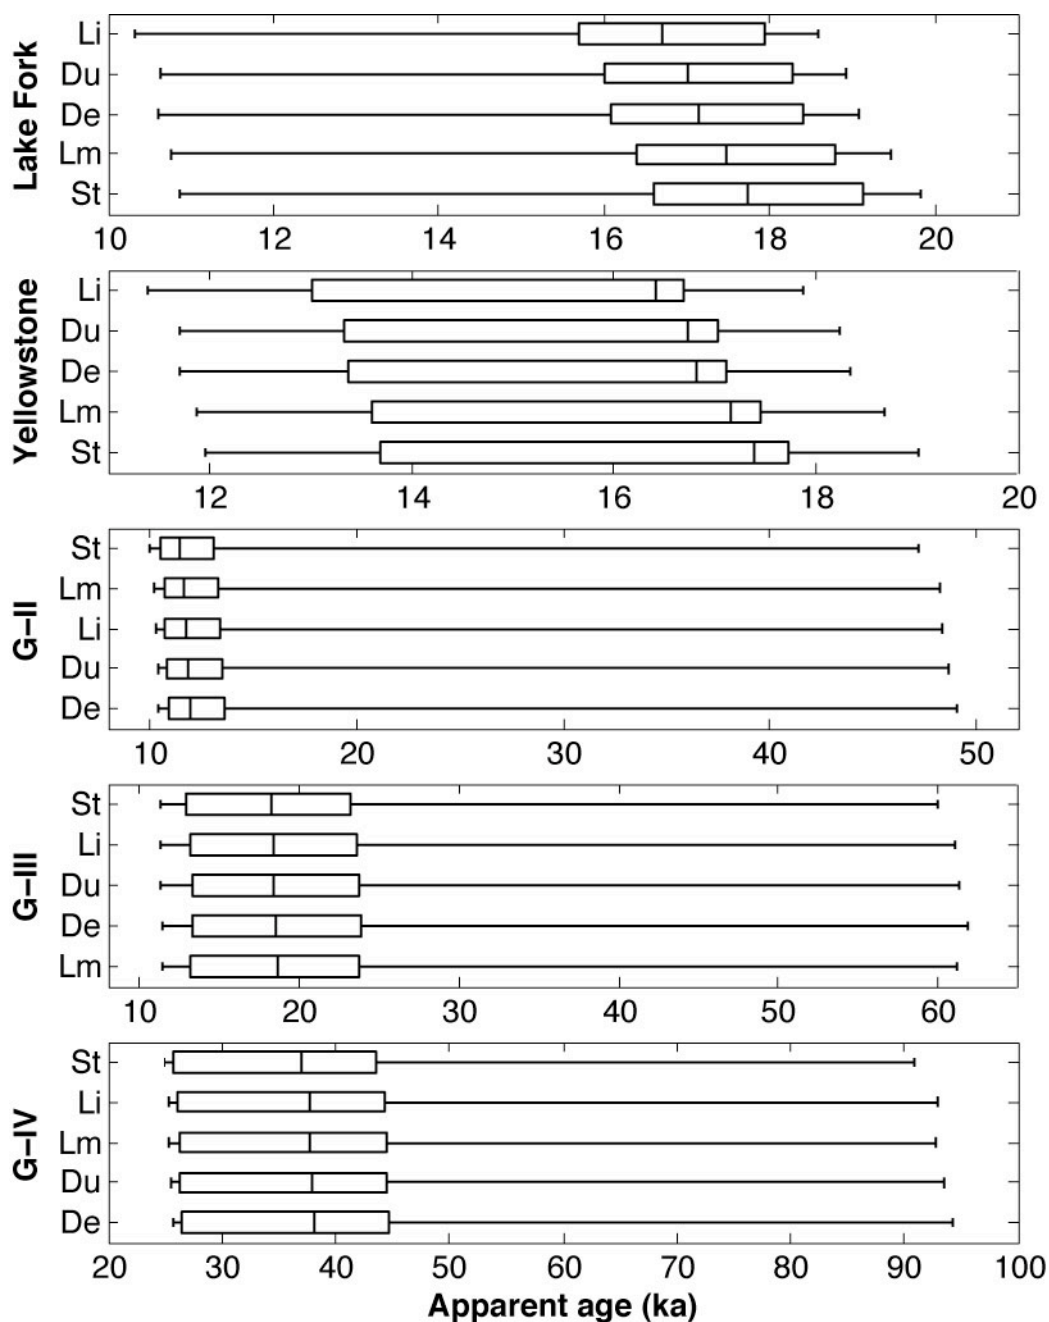 Lake Fork
Li
Du
De
Lm
St
10 12 14 16 18 20
Yellowstone
Li
Du
De
Lm
St
12 14 16 18 20
G–II
St
Lm
Li
Du
De
10 20 30 40 50
G–III
St
Li
Du
De
Lm
10 20 30 40 50 60
G–IV
St
Li
Lm
Du
De
20 30 40 50 60 70 80 90 100
Apparent age (ka)